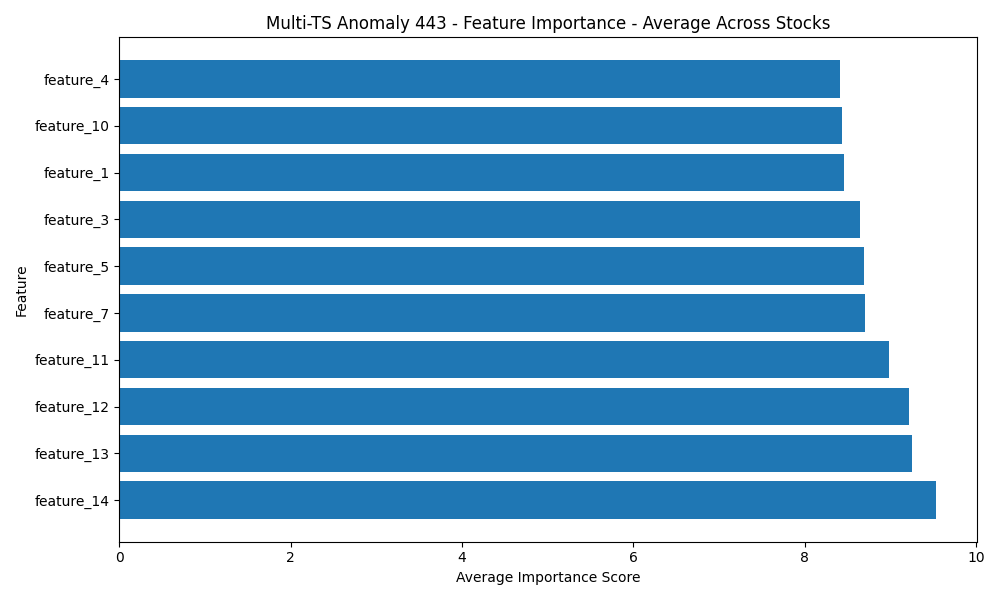 Multi-TS Anomaly 443 - Feature Importance - Average Across Stocks
Feature
feature_4
feature_10
feature_1
feature_3
feature_5
feature_7
feature_11
feature_12
feature_13
feature_14
0 2 4 6 8 10
Average Importance Score